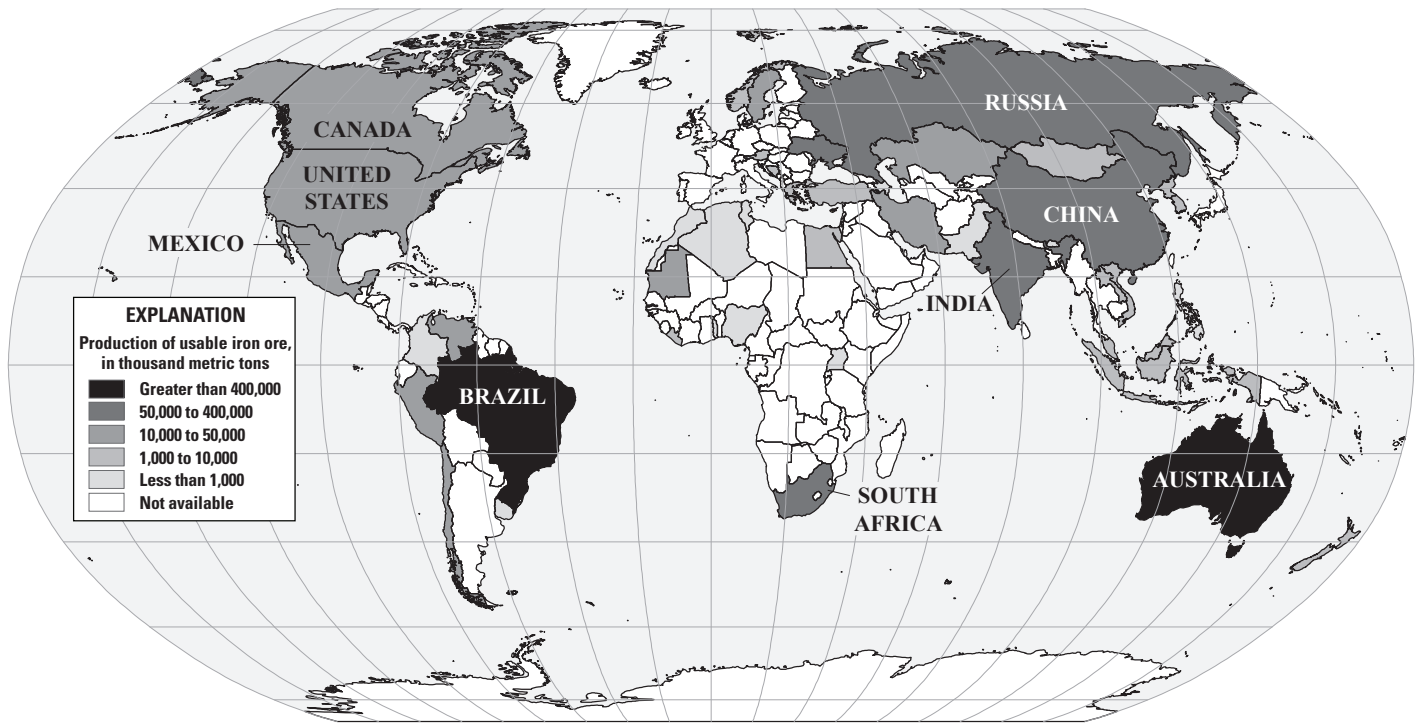 RUSSIA
CANADA
UNITED
STATES
CHINA
MEXICO
INDIA
EXPLANATION
Production of usable iron ore,
in thousand metric tons
Greater than 400,000
50,000 to 400,000
10,000 to 50,000
1,000 to 10,000
Less than 1,000
Not available
BRAZIL
AUSTRALIA
SOUTH
AFRICA